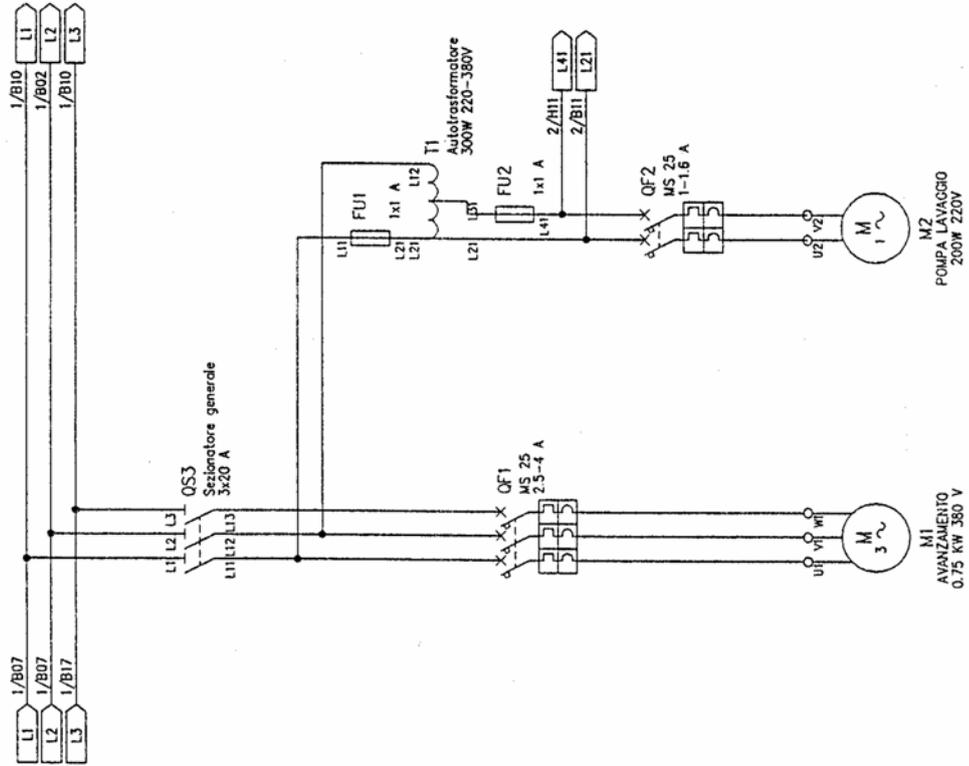 L1
1/B07
1/B10
L1
L2
1/B07
1/B02
L2
L3
1/B17
1/B10
L3
QS3
Sezionatore generale
3x20 A
L1
L2
L3
L11
L12
L13
FU1
1x1 A
L11
L21
L21
L12
T1
Autotrasformatore
300W 220-380V
L31
L21
FU2
1x1 A
L41
2/H11
L41
2/B11
L21
QF1
MS 25
2.5-4 A
QF2
MS 25
1-1.6 A
U1
V1
W1
M
3 ~
M1
AVANZAMENTO
0.75 KW 380 V
U2
V2
M
1 ~
M2
POMPA LAVAGGIO
200W 220V